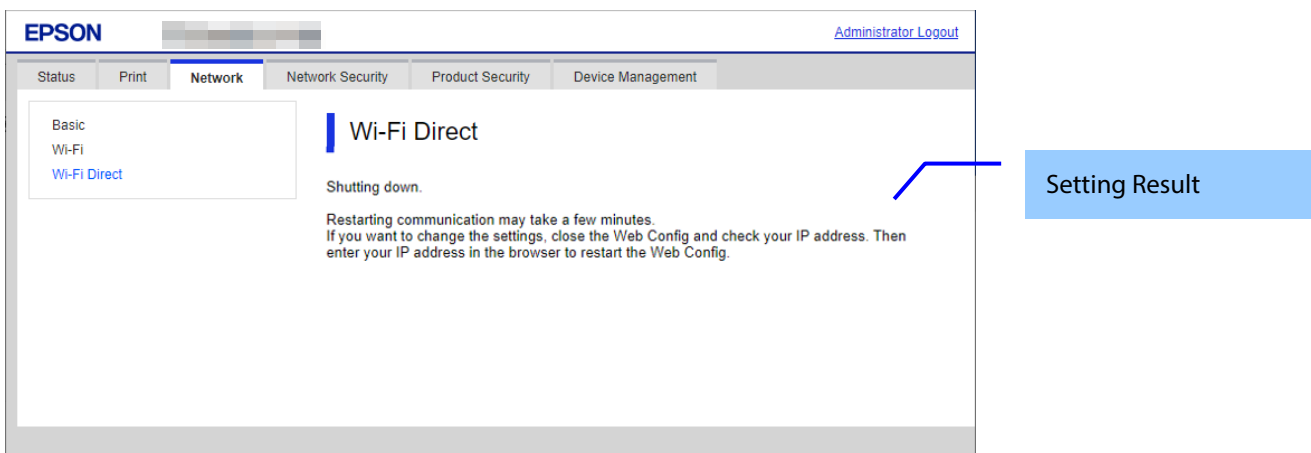 EPSON
Administrator Logout
Status Print Network Network Security Product Security Device Management
Basic
Wi-Fi
Wi-Fi Direct
Wi-Fi Direct
Shutting down.
Restarting communication may take a few minutes.
If you want to change the settings, close the Web Config and check your IP address. Then
enter your IP address in the browser to restart the Web Config.
Setting Result